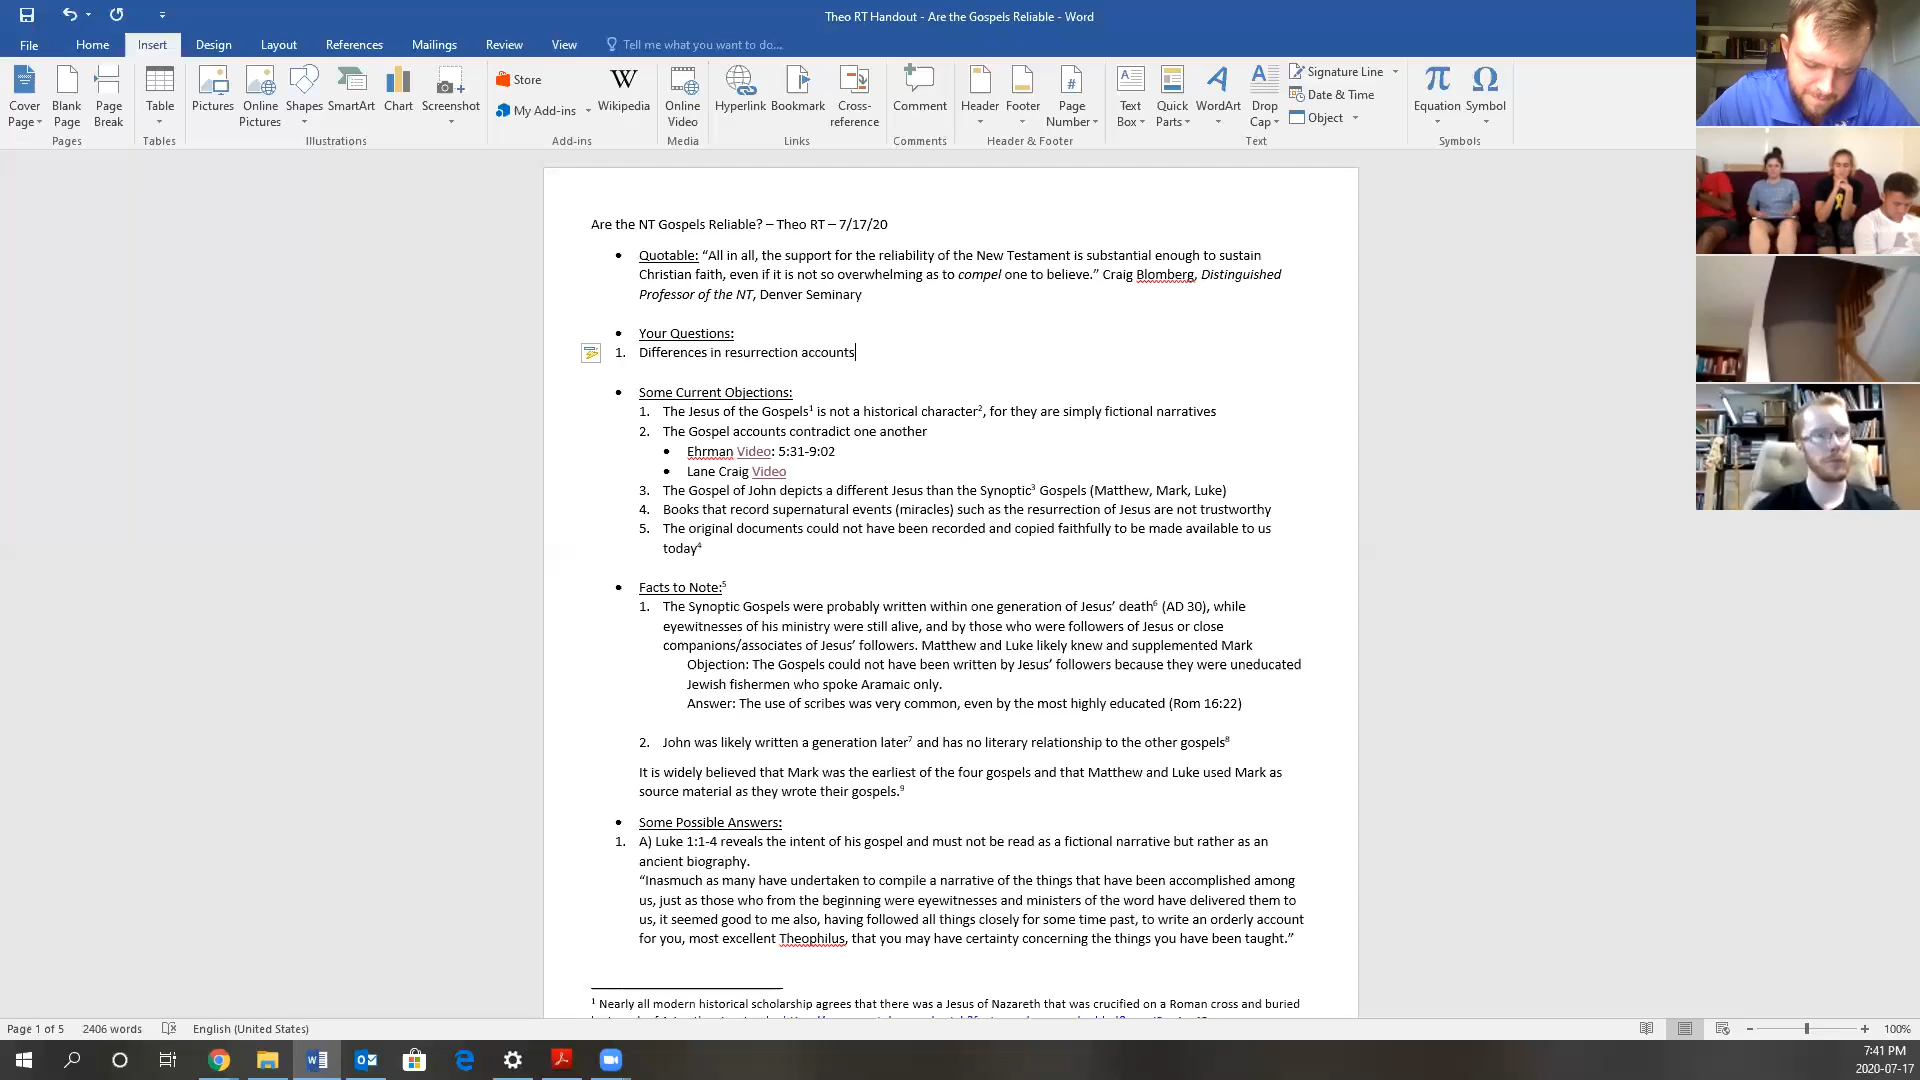 Theo RT Handout - Are the Gospels Reliable - Word
File Home Insert Design Layout References Mailings Review View Tell me what you want to do...
Cover Page
Blank Page
Page Break
Table
Pictures
Online Pictures
Shapes
SmartArt
Chart
Screenshot
Store
My Add-ins
Wikipedia
Online Video
Hyperlink
Bookmark
Cross-reference
Comment
Header
Footer
Page Number
Text Box
Quick Parts
WordArt
Drop Cap
Signature Line
Date & Time
Object
Equation
Symbol
Pages Tables Illustrations Add-ins Media Links Comments Header & Footer Text Symbols
Are the NT Gospels Reliable? – Theo RT – 7/17/20
• Quotable: “All in all, the support for the reliability of the New Testament is substantial enough to sustain
Christian faith, even if it is not so overwhelming as to compel one to believe.” Craig Blomberg, Distinguished
Professor of the NT, Denver Seminary
• Your Questions:
1. Differences in resurrection accounts
• Some Current Objections:
1. The Jesus of the Gospels¹ is not a historical character², for they are simply fictional narratives
2. The Gospel accounts contradict one another
• Ehrman Video: 5:31-9:02
• Lane Craig Video
3. The Gospel of John depicts a different Jesus than the Synoptic³ Gospels (Matthew, Mark, Luke)
4. Books that record supernatural events (miracles) such as the resurrection of Jesus are not trustworthy
5. The original documents could not have been recorded and copied faithfully to be made available to us
today⁴
• Facts to Note:⁵
1. The Synoptic Gospels were probably written within one generation of Jesus’ death⁶ (AD 30), while
eyewitnesses of his ministry were still alive, and by those who were followers of Jesus or close
companions/associates of Jesus’ followers. Matthew and Luke likely knew and supplemented Mark
Objection: The Gospels could not have been written by Jesus’ followers because they were uneducated
Jewish fishermen who spoke Aramaic only.
Answer: The use of scribes was very common, even by the most highly educated (Rom 16:22)
2. John was likely written a generation later⁷ and has no literary relationship to the other gospels⁸
It is widely believed that Mark was the earliest of the four gospels and that Matthew and Luke used Mark as
source material as they wrote their gospels.⁹
• Some Possible Answers:
1. A) Luke 1:1-4 reveals the intent of his gospel and must not be read as a fictional narrative but rather as an
ancient biography.
“Inasmuch as many have undertaken to compile a narrative of the things that have been accomplished among
us, just as those who from the beginning were eyewitnesses and ministers of the word have delivered them to
us, it seemed good to me also, having followed all things closely for some time past, to write an orderly account
for you, most excellent Theophilus, that you may have certainty concerning the things you have been taught.”
¹ Nearly all modern historical scholarship agrees that there was a Jesus of Nazareth that was crucified on a Roman cross and buried
Page 1 of 5 2406 words English (United States) 100%
7:41 PM
2020-07-17